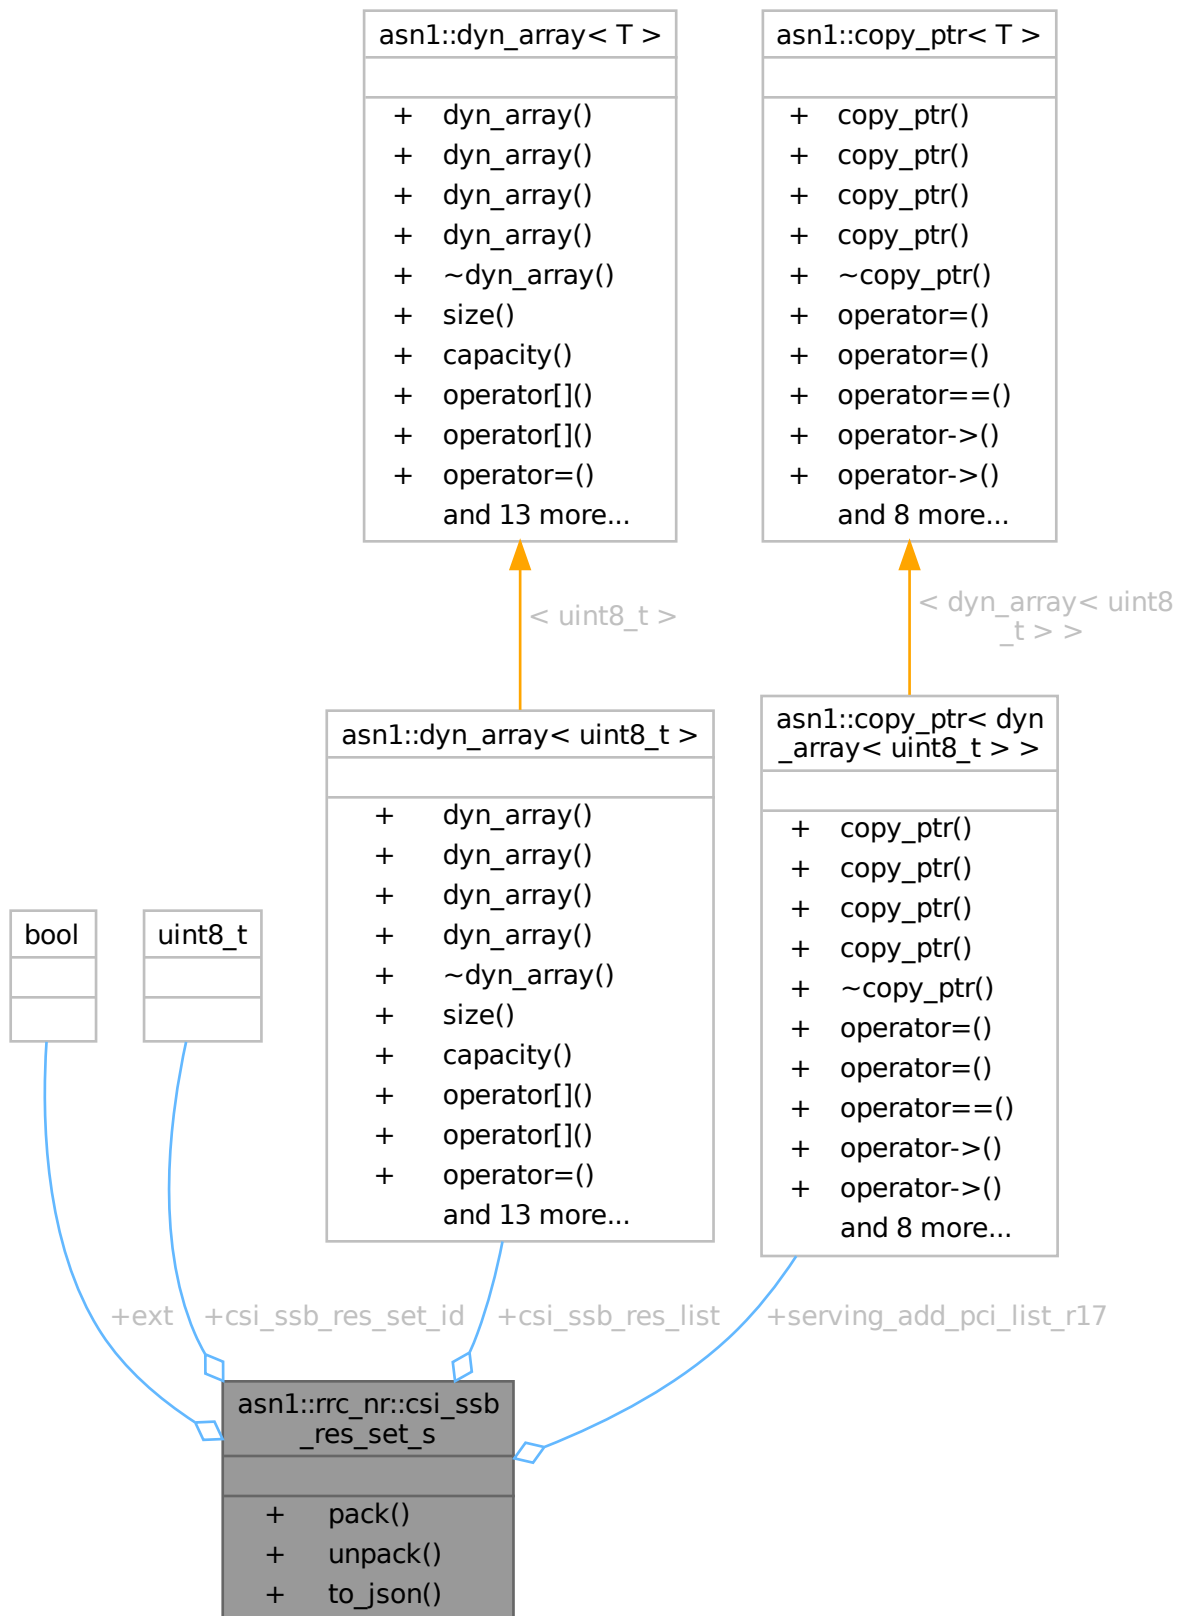 asn1::dyn_array< T >
+ dyn_array()
+ dyn_array()
+ dyn_array()
+ dyn_array()
+ ~dyn_array()
+ size()
+ capacity()
+ operator[]()
+ operator[]()
+ operator=()
and 13 more...
asn1::copy_ptr< T >
+ copy_ptr()
+ copy_ptr()
+ copy_ptr()
+ copy_ptr()
+ ~copy_ptr()
+ operator=()
+ operator=()
+ operator==()
+ operator->()
+ operator->()
and 8 more...
< uint8_t >
< dyn_array< uint8
_t > >
asn1::dyn_array< uint8_t >
+ dyn_array()
+ dyn_array()
+ dyn_array()
+ dyn_array()
+ ~dyn_array()
+ size()
+ capacity()
+ operator[]()
+ operator[]()
+ operator=()
and 13 more...
asn1::copy_ptr< dyn
_array< uint8_t > >
+ copy_ptr()
+ copy_ptr()
+ copy_ptr()
+ copy_ptr()
+ ~copy_ptr()
+ operator=()
+ operator=()
+ operator==()
+ operator->()
+ operator->()
and 8 more...
bool
uint8_t
+ext
+csi_ssb_res_set_id
+csi_ssb_res_list
+serving_add_pci_list_r17
asn1::rrc_nr::csi_ssb
_res_set_s
+ pack()
+ unpack()
+ to_json()